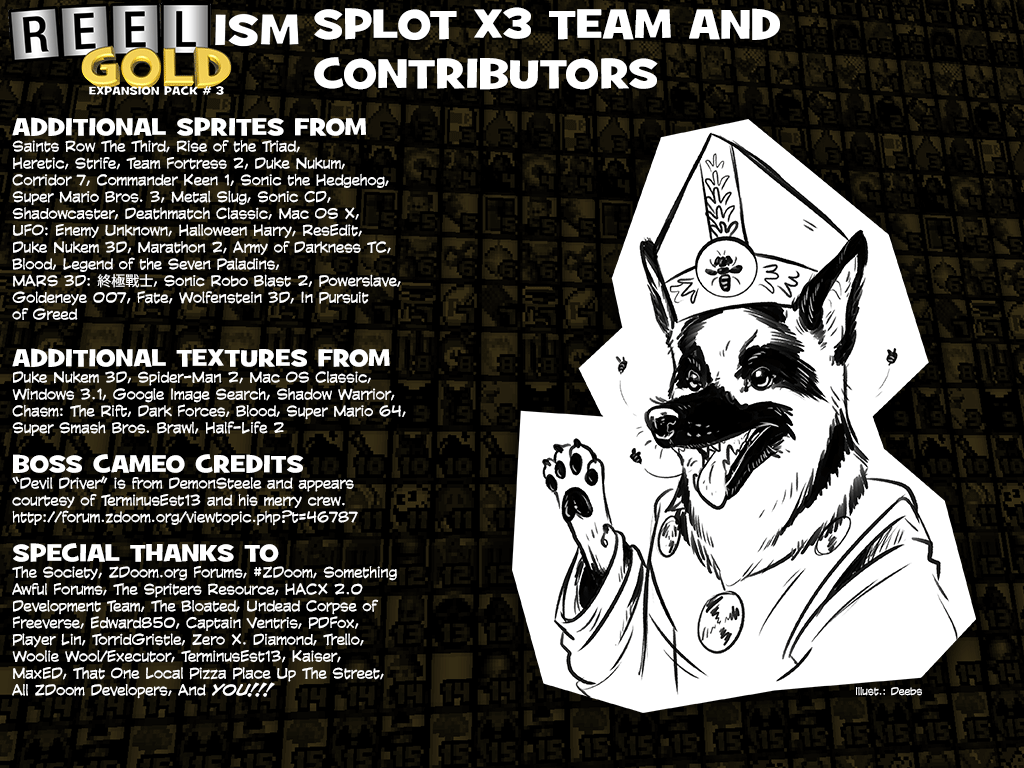 REELISM SPLOT X3 TEAM AND
GOLD CONTRIBUTORS
EXPANSION PACK # 3
ADDITIONAL SPRITES FROM
Saints Row The Third, Rise of the Triad,
Heretic, Strife, Team Fortress 2, Duke Nukum,
Corridor 7, Commander Keen 1, Sonic the Hedgehog,
Super Mario Bros. 3, Metal Slug, Sonic CD,
Shadowcaster, Deathmatch Classic, Mac OS X,
UFO: Enemy Unknown, Halloween Harry, ResEdit,
Duke Nukem 3D, Marathon 2, Army of Darkness TC,
Blood, Legend of the Seven Paladins,
MARS 3D: 終極戰士, Sonic Robo Blast 2, Powerslave,
Goldeneye 007, Fate, Wolfenstein 3D, In Pursuit
of Greed
ADDITIONAL TEXTURES FROM
Duke Nukem 3D, Spider-Man 2, Mac OS Classic,
Windows 3.1, Google Image Search, Shadow Warrior,
Chasm: The Rift, Dark Forces, Blood, Super Mario 64,
Super Smash Bros. Brawl, Half-Life 2
BOSS CAMEO CREDITS
"Devil Driver" is from DemonSteele and appears
courtesy of TerminusEst13 and his merry crew.
http://forum.zdoom.org/viewtopic.php?t=46787
SPECIAL THANKS TO
The Society, ZDoom.org Forums, #ZDoom, Something
Awful Forums, The Spriters Resource, HACX 2.0
Development Team, The Bloated, Undead Corpse of
Freeverse, Edward850, Captain Ventris, PDFox,
Player Lin, TorridGristle, Zero X. Diamond, Trello,
Woolie Wool/Executor, TerminusEst13, Kaiser,
MaxED, That One Local Pizza Place Up The Street,
All ZDoom Developers, And YOU!!!
Illust.: Deebs